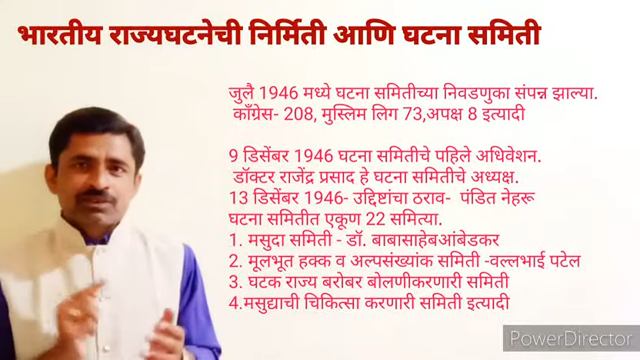 भारतीय राज्यघटनेची निर्मिती आणि घटना समिती
जुलै 1946 मध्ये घटना समितीच्या निवडणुका संपन्न झाल्या.
काँग्रेस- 208, मुस्लिम लिग 73,अपक्ष 8 इत्यादी
9 डिसेंबर 1946 घटना समितीचे पहिले अधिवेशन.
डॉक्टर राजेंद्र प्रसाद हे घटना समितीचे अध्यक्ष.
13 डिसेंबर 1946- उद्दिष्टांचा ठराव- पंडित नेहरू
घटना समितीत एकूण 22 समित्या.
1. मसुदा समिती - डॉ. बाबासाहेबआंबेडकर
2. मूलभूत हक्क व अल्पसंख्यांक समिती -वल्लभाई पटेल
3. घटक राज्य बरोबर बोलणीकरणारी समिती
4.मसुद्याची चिकित्सा करणारी समिती इत्यादी
PowerDirector